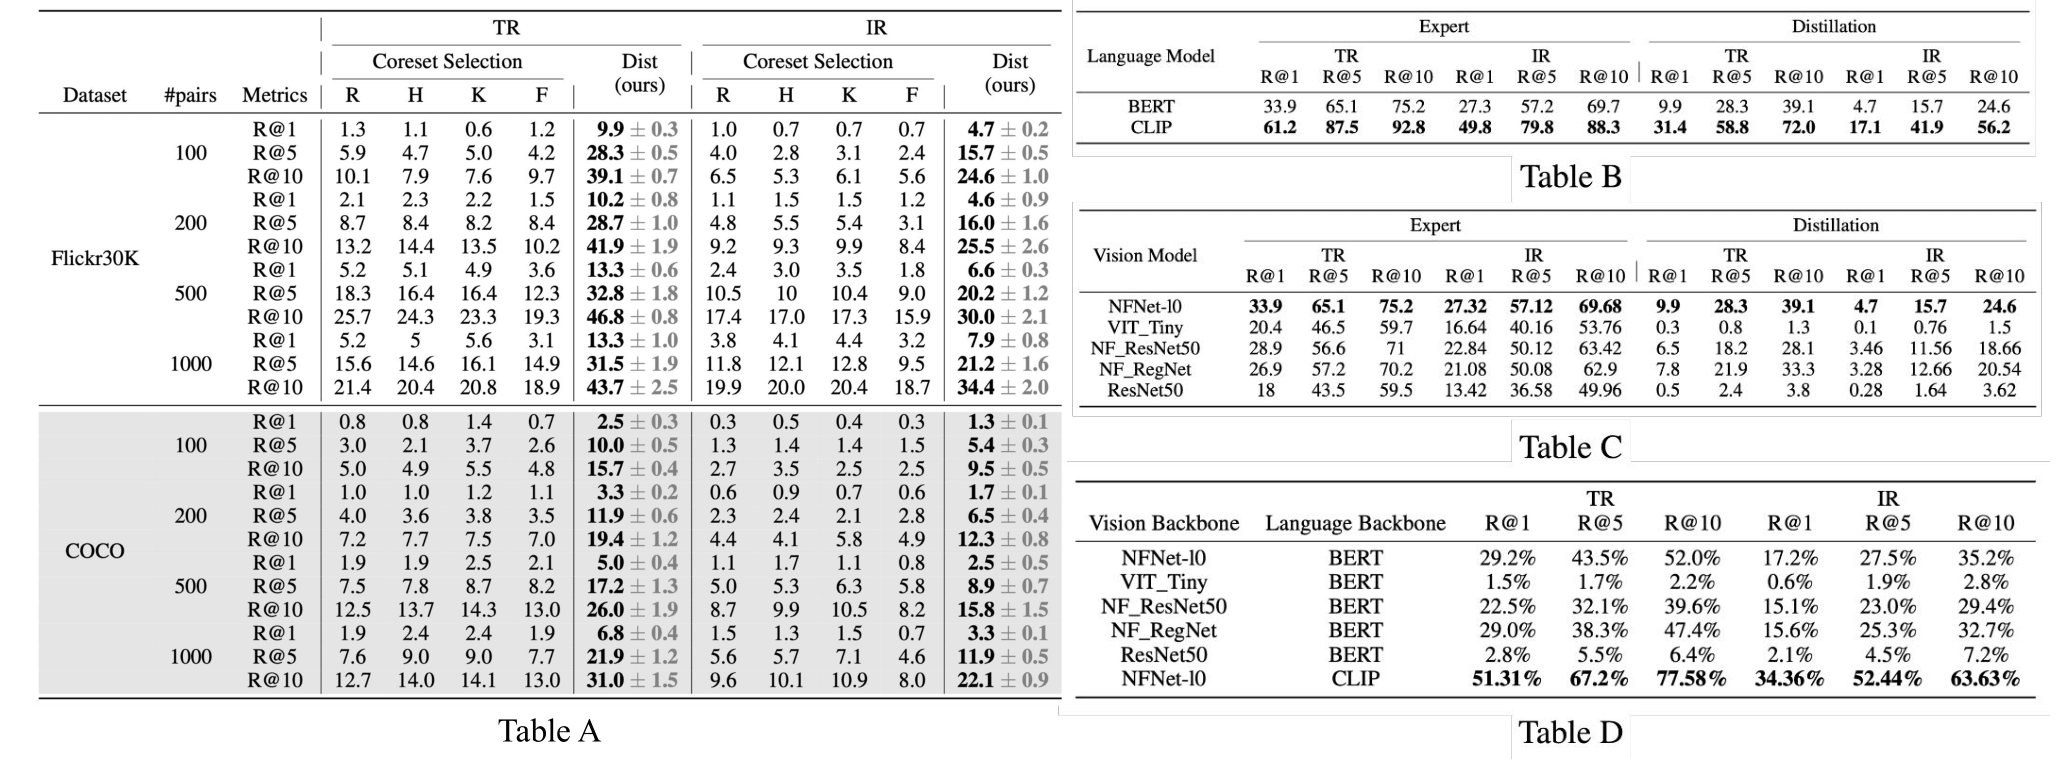 TR IR
Coreset Selection Dist (ours) Coreset Selection Dist (ours)
Dataset #pairs Metrics R H K F R H K F
R@1 1.3 1.1 0.6 1.2 9.9 ± 0.3 1.0 0.7 0.7 0.7 4.7 ± 0.2
100 R@5 5.9 4.7 5.0 4.2 28.3 ± 0.5 4.0 2.8 3.1 2.4 15.7 ± 0.5
R@10 10.1 7.9 7.6 9.7 39.1 ± 0.7 6.5 5.3 6.1 5.6 24.6 ± 1.0
R@1 2.1 2.3 2.2 1.5 10.2 ± 0.8 1.1 1.5 1.5 1.2 4.6 ± 0.9
200 R@5 8.7 8.4 8.2 8.4 28.7 ± 1.0 4.8 5.5 5.4 3.1 16.0 ± 1.6
R@10 13.2 14.4 13.5 10.2 41.9 ± 1.9 9.2 9.3 9.9 8.4 25.5 ± 2.6
Flickr30K
R@1 5.2 5.1 4.9 3.6 13.3 ± 0.6 2.4 3.0 3.5 1.8 6.6 ± 0.3
500 R@5 18.3 16.4 16.4 12.3 32.8 ± 1.8 10.5 10 10.4 9.0 20.2 ± 1.2
R@10 25.7 24.3 23.3 19.3 46.8 ± 0.8 17.4 17.0 17.3 15.9 30.0 ± 2.1
R@1 5.2 5 5.6 3.1 13.3 ± 1.0 3.8 4.1 4.4 3.2 7.9 ± 0.8
1000 R@5 15.6 14.6 16.1 14.9 31.5 ± 1.9 11.8 12.1 12.8 9.5 21.2 ± 1.6
R@10 21.4 20.4 20.8 18.9 43.7 ± 2.5 19.9 20.0 20.4 18.7 34.4 ± 2.0
R@1 0.8 0.8 1.4 0.7 2.5 ± 0.3 0.3 0.5 0.4 0.3 1.3 ± 0.1
100 R@5 3.0 2.1 3.7 2.6 10.0 ± 0.5 1.3 1.4 1.4 1.5 5.4 ± 0.3
R@10 5.0 4.9 5.5 4.8 15.7 ± 0.4 2.7 3.5 2.5 2.5 9.5 ± 0.5
R@1 1.0 1.0 1.2 1.1 3.3 ± 0.2 0.6 0.9 0.7 0.6 1.7 ± 0.1
200 R@5 4.0 3.6 3.8 3.5 11.9 ± 0.6 2.3 2.4 2.1 2.8 6.5 ± 0.4
R@10 7.2 7.7 7.5 7.0 19.4 ± 1.2 4.4 4.1 5.8 4.9 12.3 ± 0.8
COCO
R@1 1.9 1.9 2.5 2.1 5.0 ± 0.4 1.1 1.7 1.1 0.8 2.5 ± 0.5
500 R@5 7.5 7.8 8.7 8.2 17.2 ± 1.3 5.0 5.3 6.3 5.8 8.9 ± 0.7
R@10 12.5 13.7 14.3 13.0 26.0 ± 1.9 8.7 9.9 10.5 8.2 15.8 ± 1.5
R@1 1.9 2.4 2.4 1.9 6.8 ± 0.4 1.5 1.3 1.5 0.7 3.3 ± 0.1
1000 R@5 7.6 9.0 9.0 7.7 21.9 ± 1.2 5.6 5.7 7.1 4.6 11.9 ± 0.5
R@10 12.7 14.0 14.1 13.0 31.0 ± 1.5 9.6 10.1 10.9 8.0 22.1 ± 0.9
Table A
Expert Distillation
Language Model TR IR TR IR
R@1 R@5 R@10 R@1 R@5 R@10 R@1 R@5 R@10 R@1 R@5 R@10
BERT 33.9 65.1 75.2 27.3 57.2 69.7 9.9 28.3 39.1 4.7 15.7 24.6
CLIP 61.2 87.5 92.8 49.8 79.8 88.3 31.4 58.8 72.0 17.1 41.9 56.2
Table B
Expert Distillation
Vision Model TR IR TR IR
R@1 R@5 R@10 R@1 R@5 R@10 R@1 R@5 R@10 R@1 R@5 R@10
NFNet-l0 33.9 65.1 75.2 27.32 57.12 69.68 9.9 28.3 39.1 4.7 15.7 24.6
VIT_Tiny 20.4 46.5 59.7 16.64 40.16 53.76 0.3 0.8 1.3 0.1 0.76 1.5
NF_ResNet50 28.9 56.6 71 22.84 50.12 63.42 6.5 18.2 28.1 3.46 11.56 18.66
NF_RegNet 26.9 57.2 70.2 21.08 50.08 62.9 7.8 21.9 33.3 3.28 12.66 20.54
ResNet50 18 43.5 59.5 13.42 36.58 49.96 0.5 2.4 3.8 0.28 1.64 3.62
Table C
TR IR
Vision Backbone Language Backbone R@1 R@5 R@10 R@1 R@5 R@10
NFNet-l0 BERT 29.2% 43.5% 52.0% 17.2% 27.5% 35.2%
VIT_Tiny BERT 1.5% 1.7% 2.2% 0.6% 1.9% 2.8%
NF_ResNet50 BERT 22.5% 32.1% 39.6% 15.1% 23.0% 29.4%
NF_RegNet BERT 29.0% 38.3% 47.4% 15.6% 25.3% 32.7%
ResNet50 BERT 2.8% 5.5% 6.4% 2.1% 4.5% 7.2%
NFNet-l0 CLIP 51.31% 67.2% 77.58% 34.36% 52.44% 63.63%
Table D